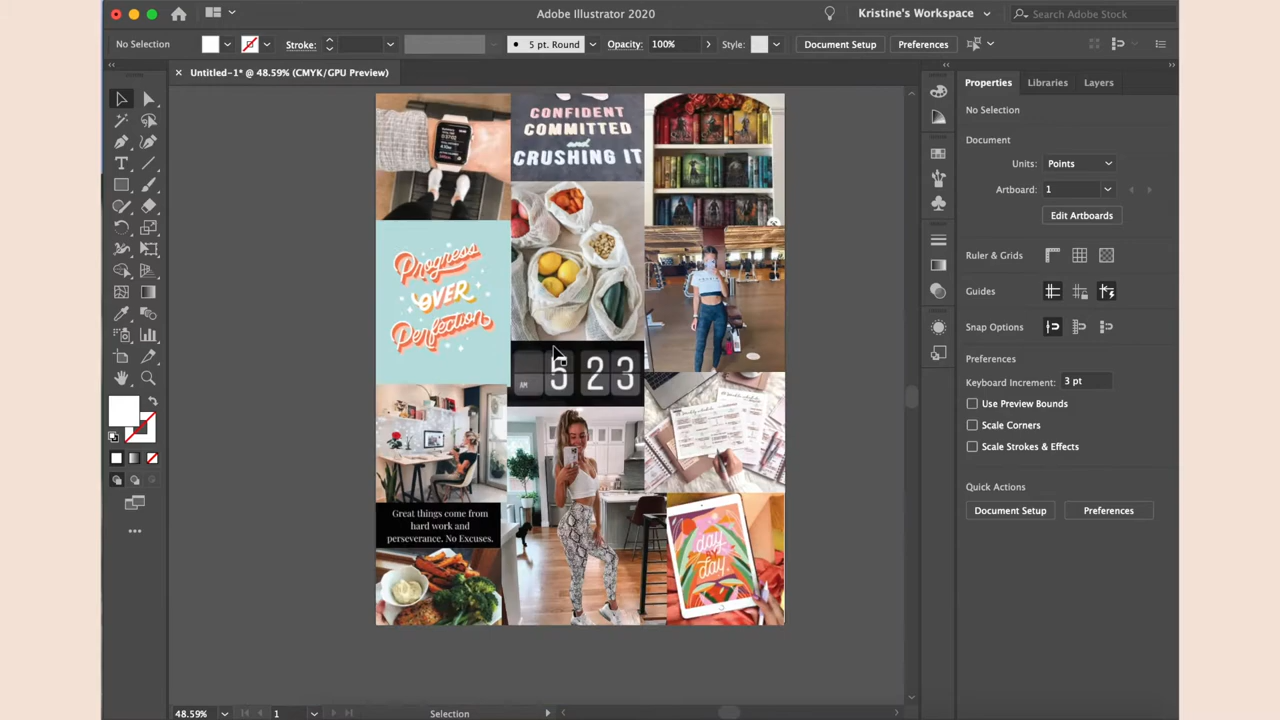 Adobe Illustrator 2020
Kristine's Workspace
Search Adobe Stock
No Selection
Stroke:
5 pt. Round
Opacity:
100%
Style:
Document Setup
Preferences
Untitled-1* @ 48.59% (CMYK/GPU Preview)
CONFIDENT
COMMITTED
and
CRUSHING IT
Progress
OVER
Perfection
AM
5 23
Great things come from
hard work and
perseverance. No Excuses.
day
day.
Properties
Libraries
Layers
No Selection
Document
Units:
Points
Artboard:
1
Edit Artboards
Ruler & Grids
Guides
Snap Options
Preferences
Keyboard Increment:
3 pt
Use Preview Bounds
Scale Corners
Scale Strokes & Effects
Quick Actions
Document Setup
Preferences
48.59%
1
Selection